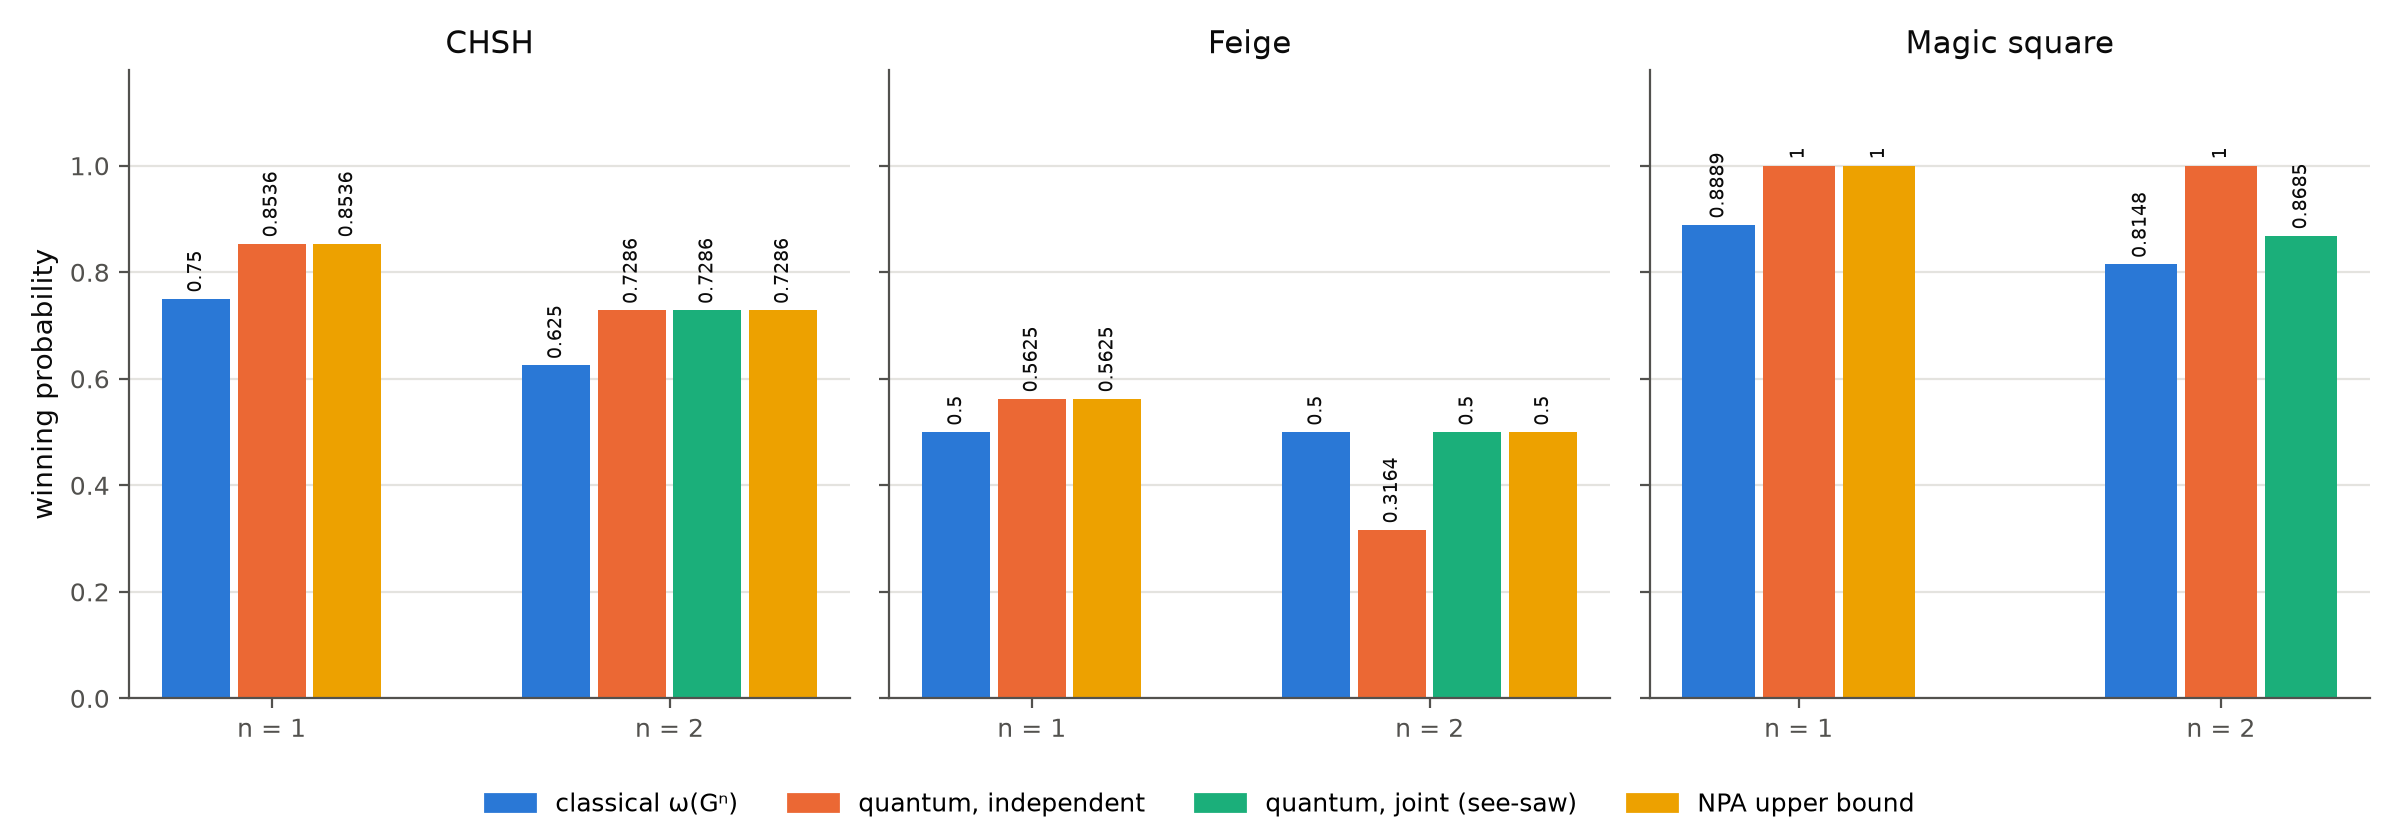 CHSH
Feige
Magic square
winning probability
1.0
0.8
0.6
0.4
0.2
0.0
0.75
0.8536
0.8536
0.625
0.7286
0.7286
0.7286
n = 1
n = 2
0.5
0.5625
0.5625
0.5
0.3164
0.5
0.5
n = 1
n = 2
0.8889
1
1
0.8148
1
0.8685
n = 1
n = 2
classical ω(Gⁿ)
quantum, independent
quantum, joint (see-saw)
NPA upper bound